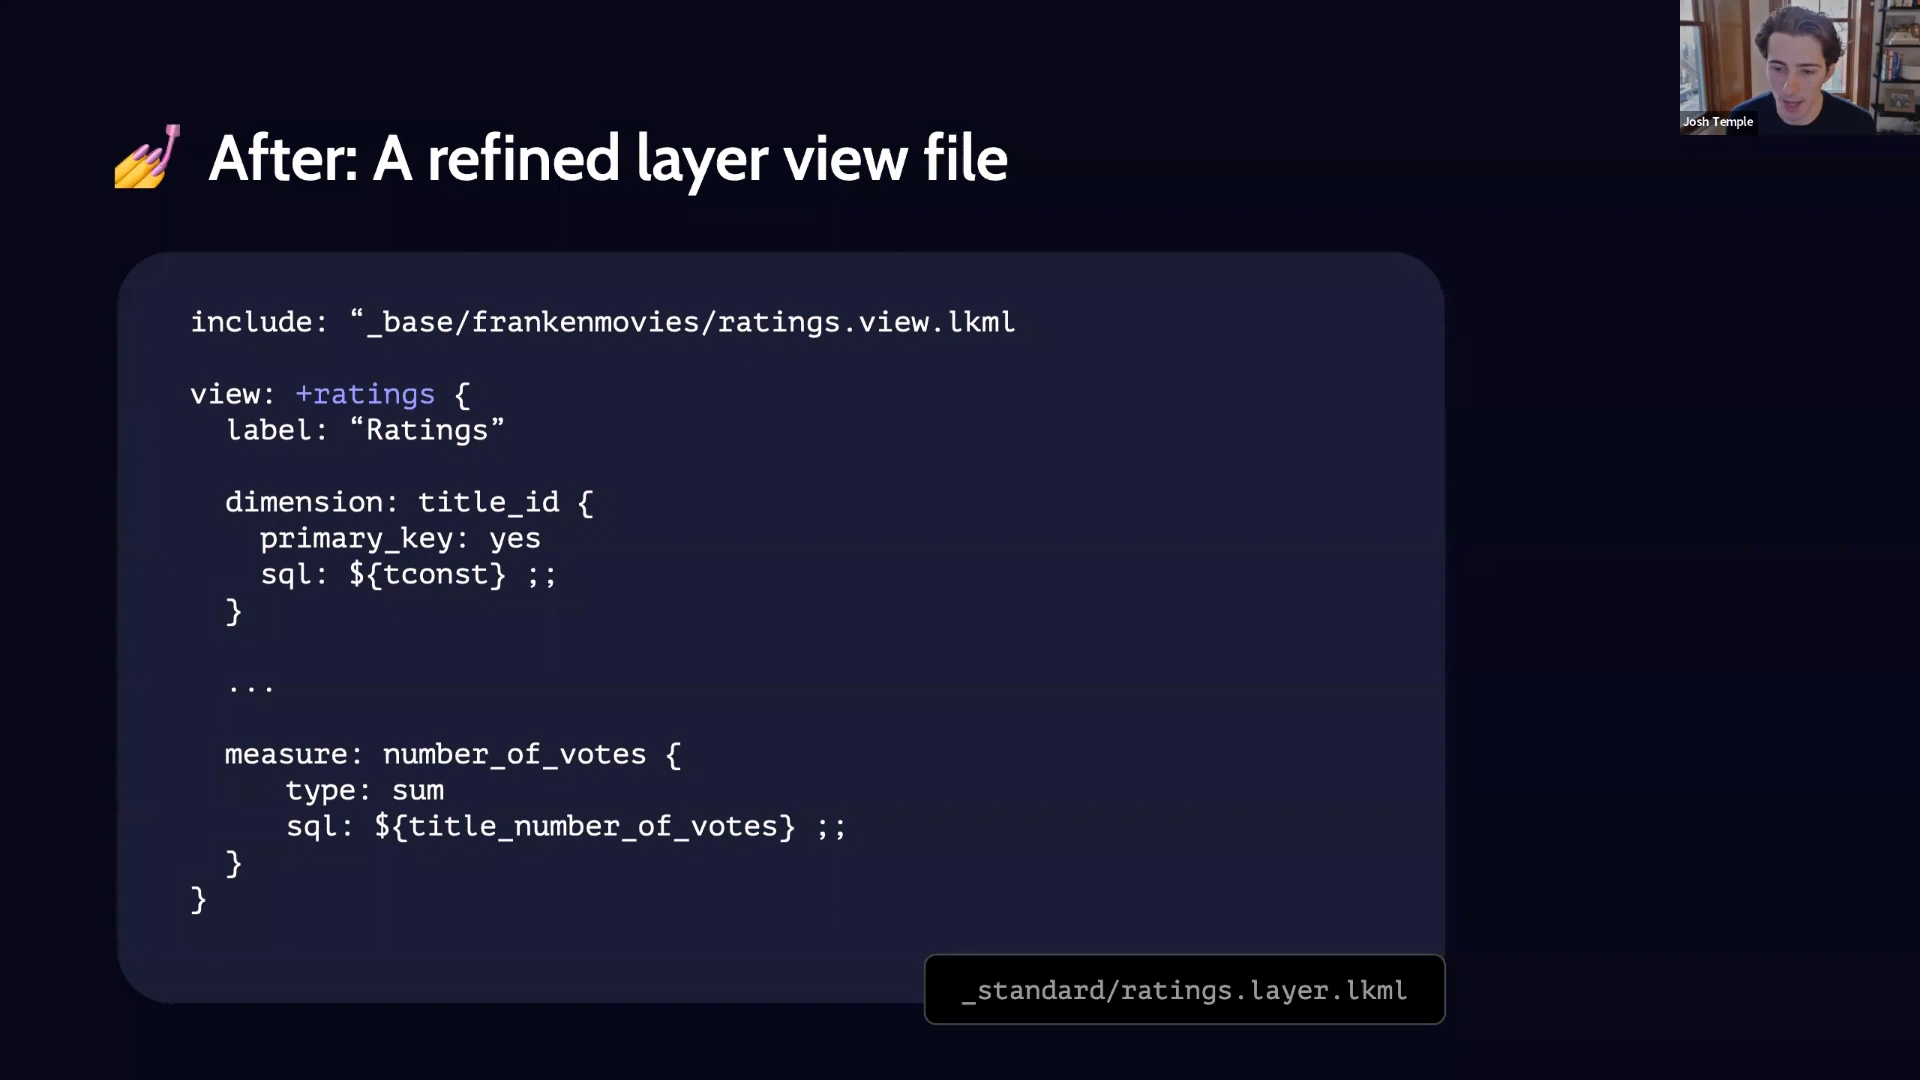 Josh Temple
💅 After: A refined layer view file
include: “_base/frankenmovies/ratings.view.lkml
view: +ratings {
label: “Ratings”
dimension: title_id {
primary_key: yes
sql: ${tconst} ;;
}
...
measure: number_of_votes {
type: sum
sql: ${title_number_of_votes} ;;
}
}
_standard/ratings.layer.lkml